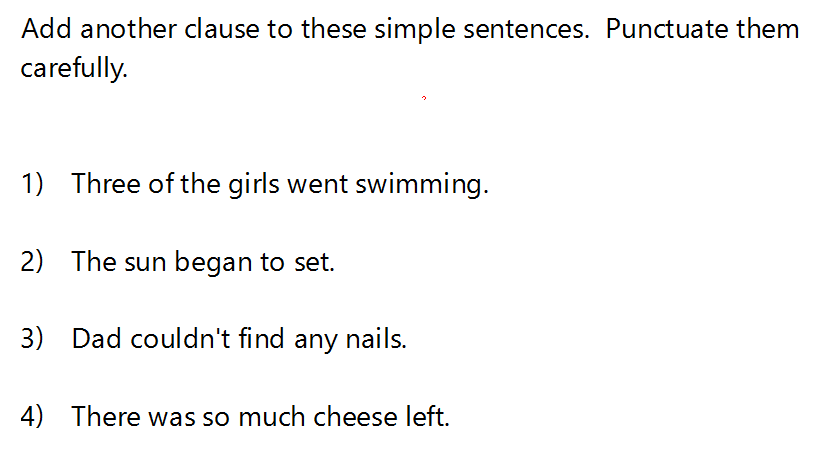 Add another clause to these simple sentences.  Punctuate them
carefully.
?
1)   Three of the girls went swimming.
2)   The sun began to set.
3)   Dad couldn't find any nails.
4)   There was so much cheese left.